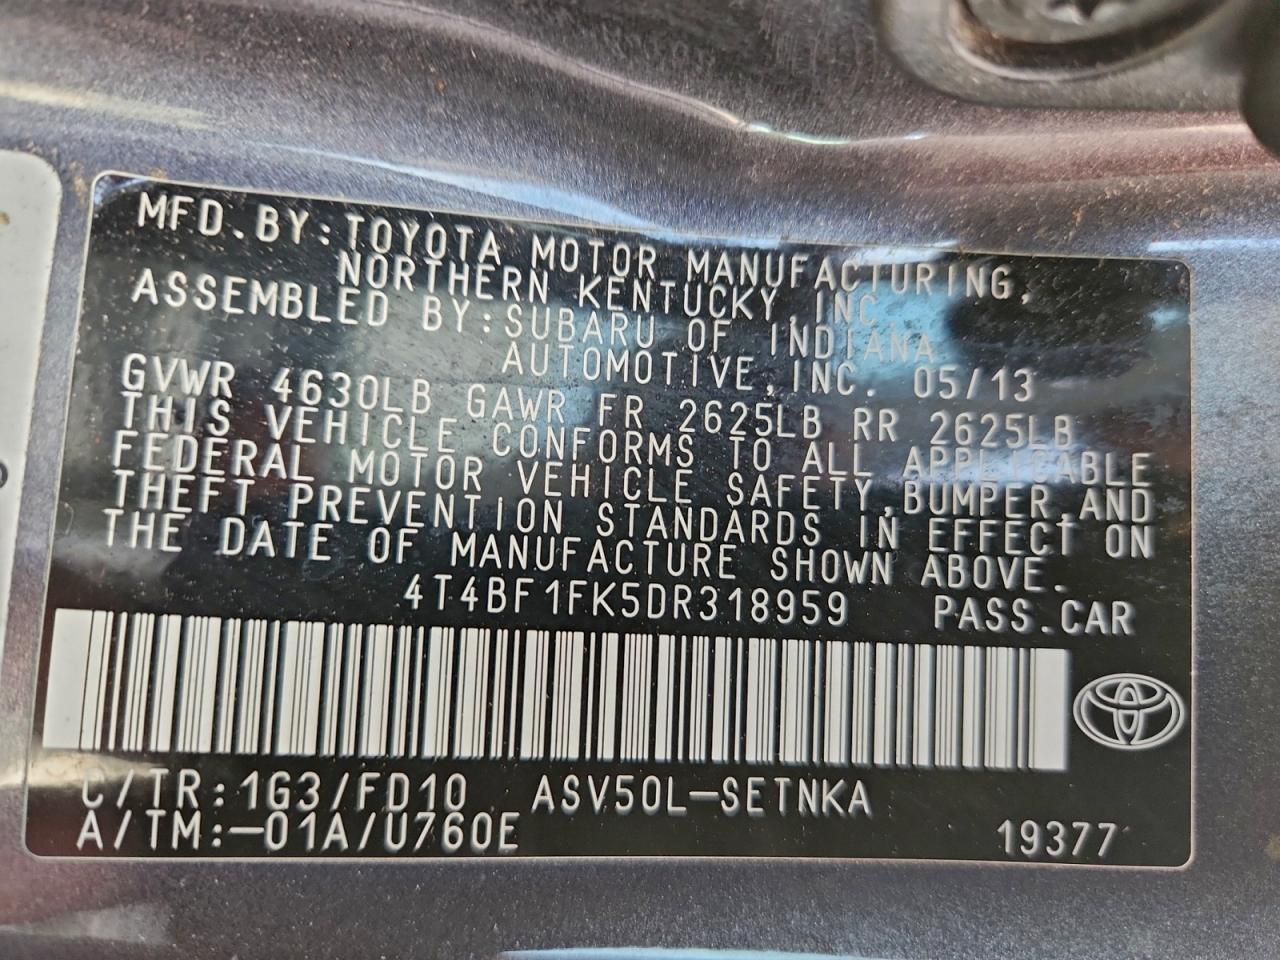 MFD.BY:TOYOTA MOTOR MANUFACTURING,
NORTHERN KENTUCKY,INC
ASSEMBLED BY:SUBARU OF INDIANA
AUTOMOTIVE,INC. 05/13
GVWR 4630LB GAWR FR 2625LB RR 2625LB
THIS VEHICLE CONFORMS TO ALL APPLICABLE
FEDERAL MOTOR VEHICLE SAFETY,BUMPER,AND
THEFT PREVENTION STANDARDS IN EFFECT ON
THE DATE OF MANUFACTURE SHOWN ABOVE.
4T4BF1FK5DR318959 PASS.CAR
C/TR:1G3/FD10 ASV50L-SETNKA
A/TM:-01A/U760E 19377